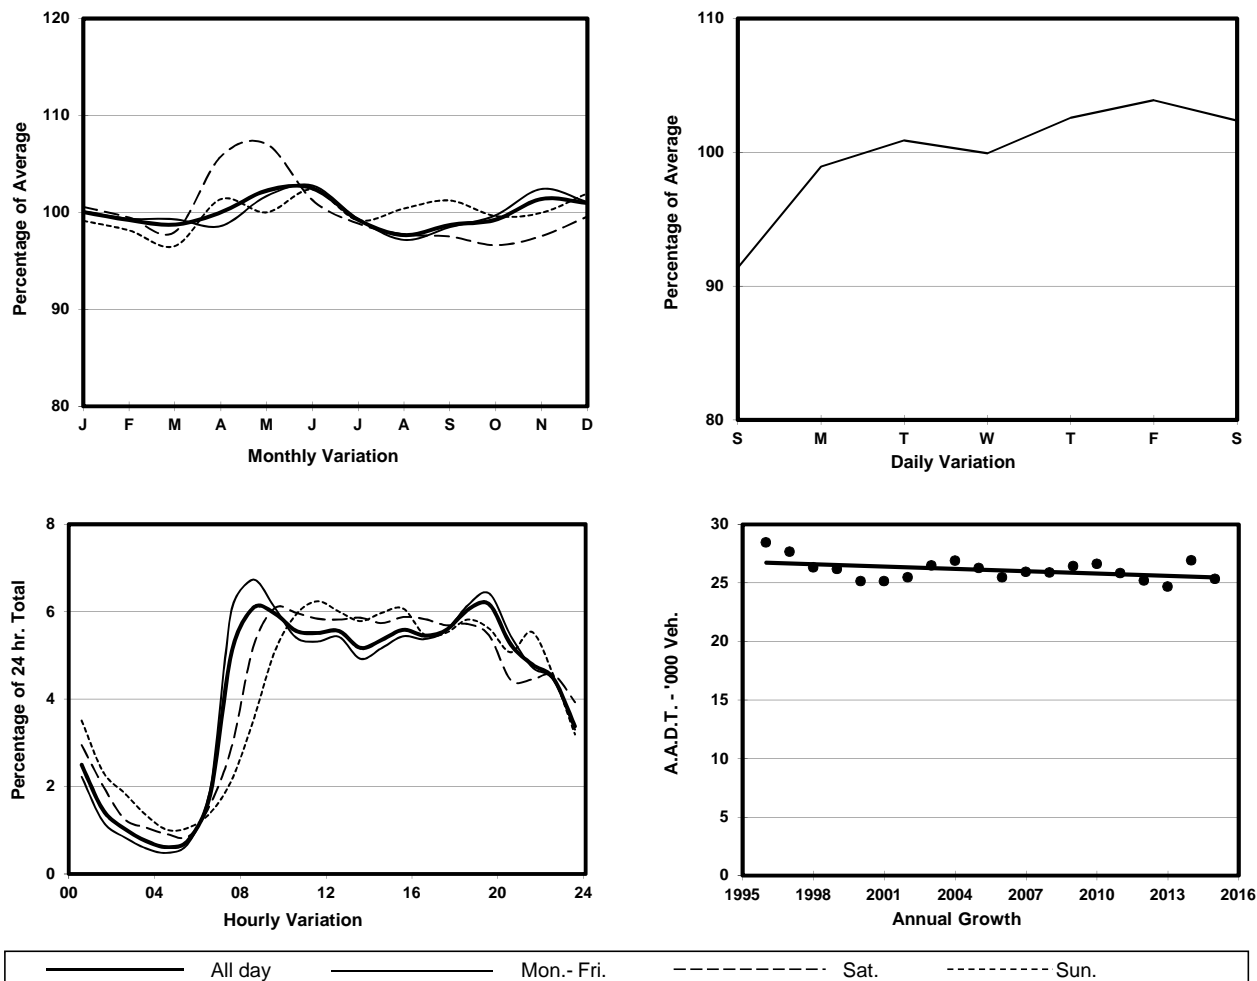 120
110
100
90
80
Percentage of Average
J F M A M J J A S O N D
Monthly Variation
110
100
90
80
Percentage of Average
S M T W T F S
Daily Variation
8
6
4
2
0
Percentage of 24 hr. Total
00 04 08 12 16 20 24
Hourly Variation
30
25
20
15
10
5
0
A.A.D.T. - '000 Veh.
1995 1998 2001 2004 2007 2010 2013 2016
Annual Growth
All day Mon.- Fri. Sat. Sun.